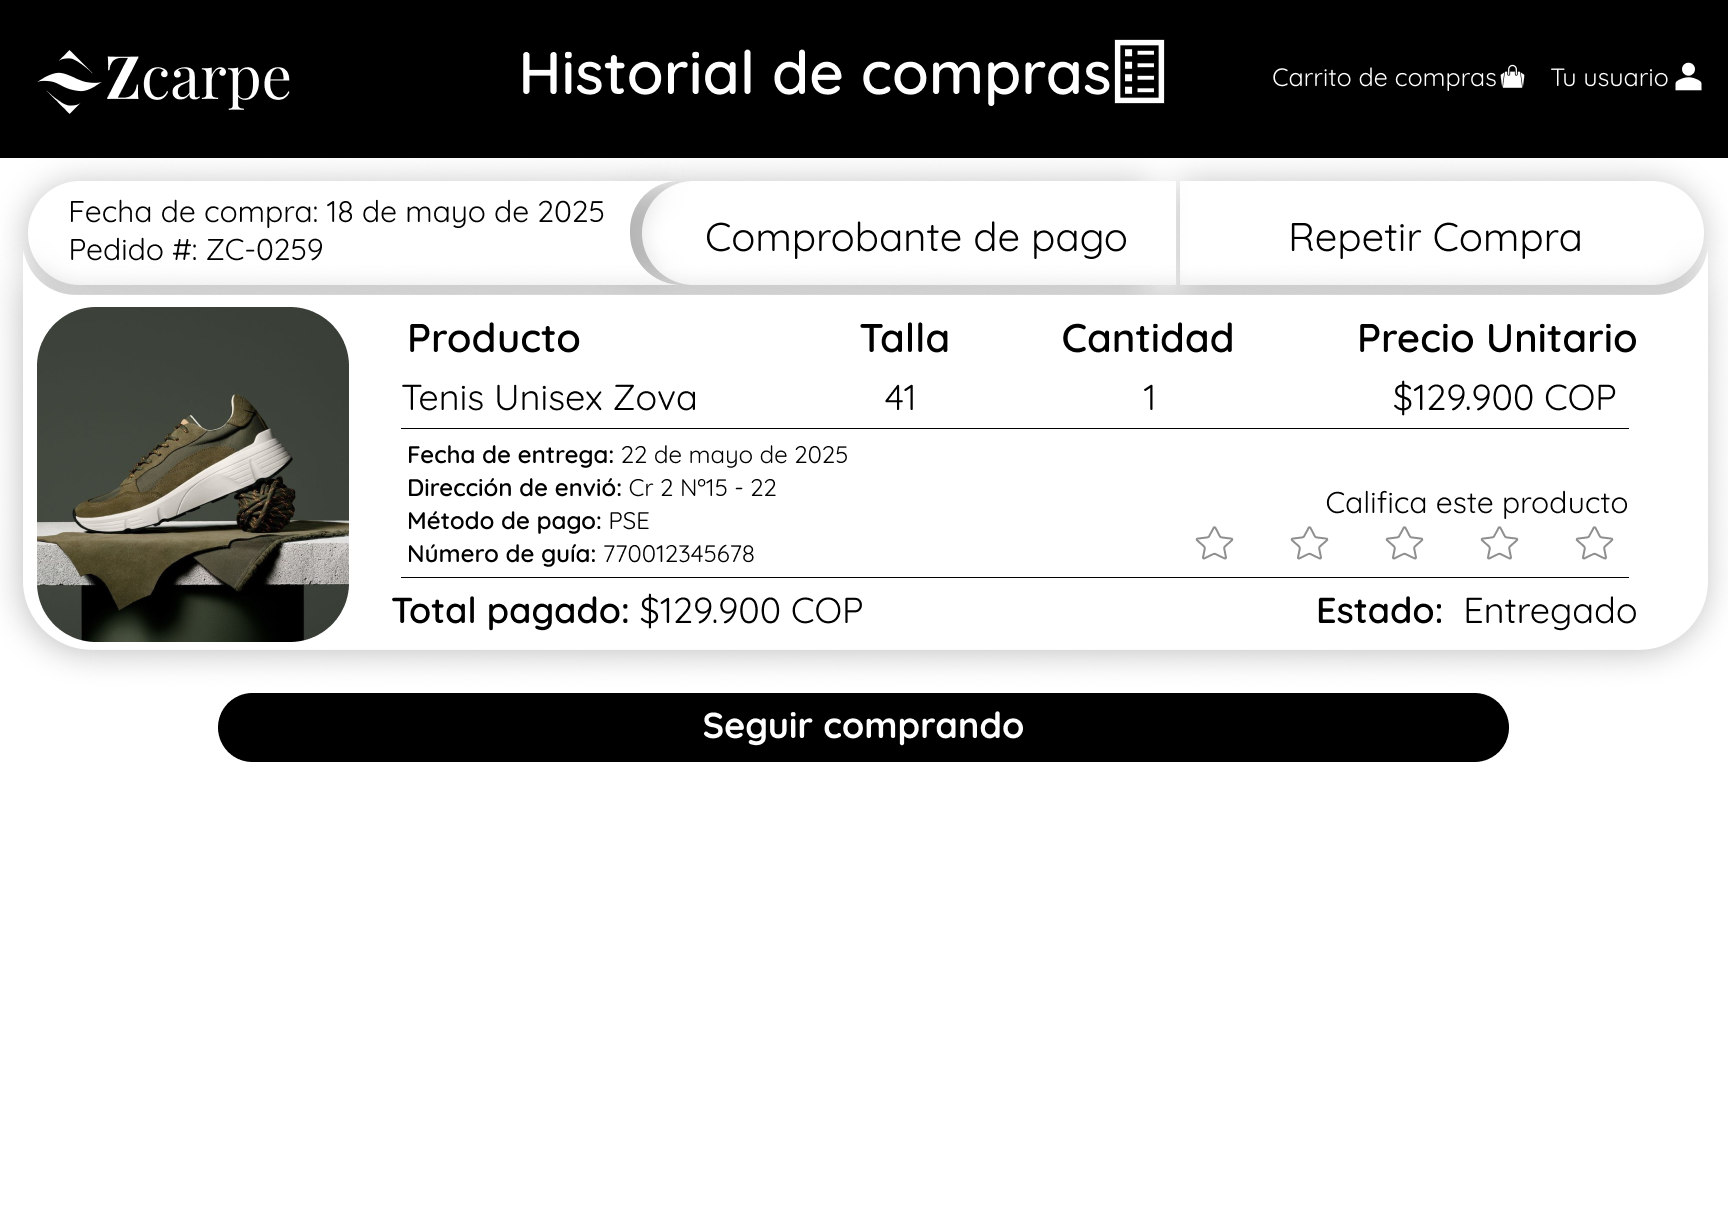 Zcarpe
Historial de compras
Carrito de compras
Tu usuario
Fecha de compra: 18 de mayo de 2025
Pedido #: ZC-0259
Comprobante de pago
Repetir Compra
Producto Talla Cantidad Precio Unitario
Tenis Unisex Zova 41 1 $129.900 COP
Fecha de entrega: 22 de mayo de 2025
Dirección de envió: Cr 2 Nº15 - 22
Método de pago: PSE
Número de guía: 770012345678
Califica este producto
Total pagado: $129.900 COP
Estado: Entregado
Seguir comprando